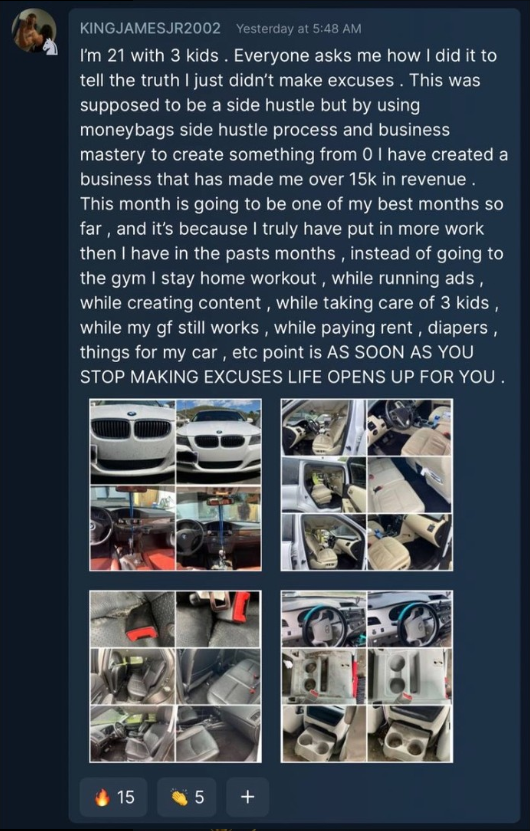 KINGJAMESJR2002 Yesterday at 5:48 AM
I'm 21 with 3 kids . Everyone asks me how I did it to
tell the truth I just didn't make excuses . This was
supposed to be a side hustle but by using
moneybags side hustle process and business
mastery to create something from 0 I have created a
business that has made me over 15k in revenue .
This month is going to be one of my best months so
far , and it's because I truly have put in more work
then I have in the pasts months , instead of going to
the gym I stay home workout , while running ads ,
while creating content , while taking care of 3 kids ,
while my gf still works , while paying rent , diapers ,
things for my car , etc point is AS SOON AS YOU
STOP MAKING EXCUSES LIFE OPENS UP FOR YOU .
15 5 +